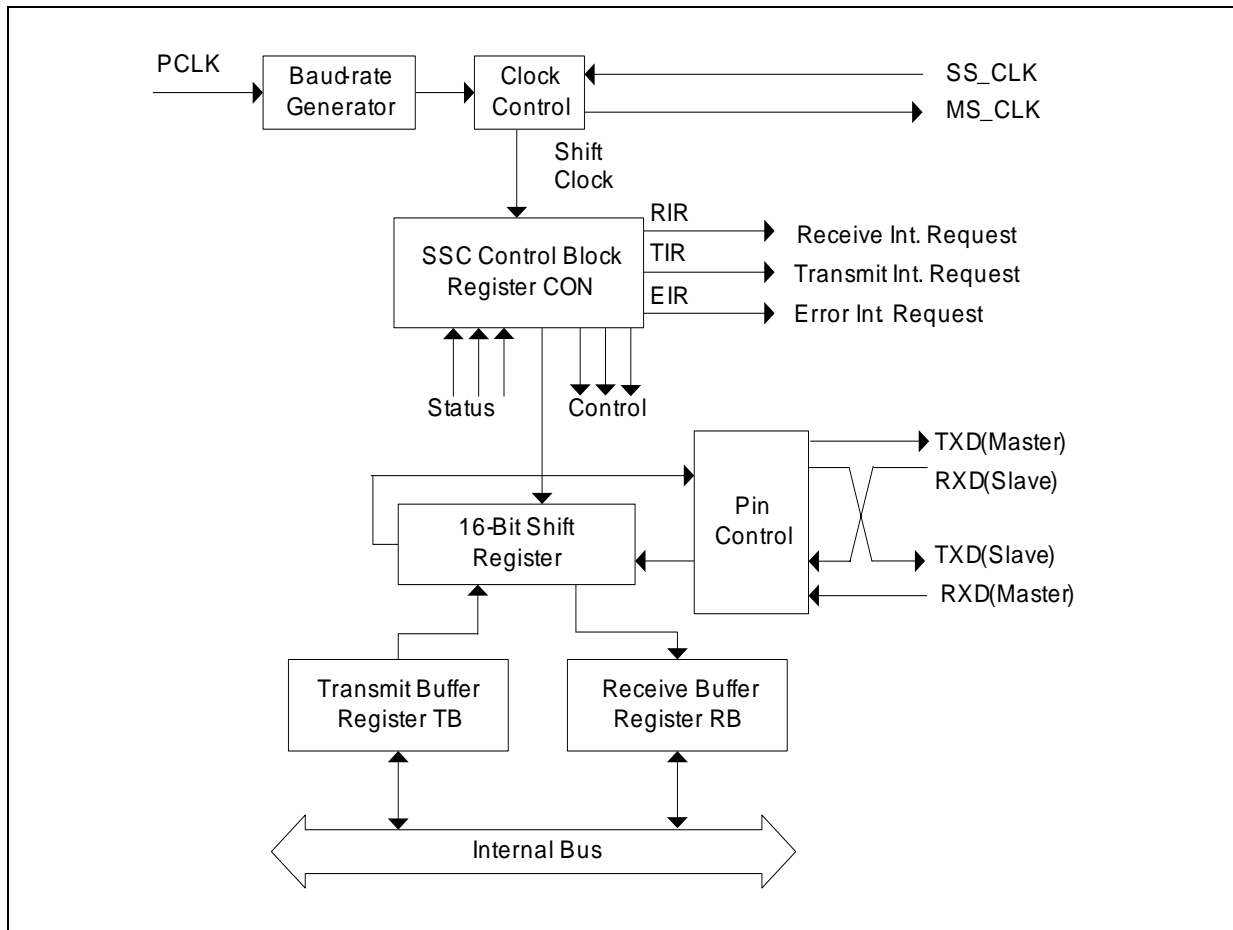 PCLK
Baud-rate
Generator
Clock
Control
SS_CLK
MS_CLK
Shift
Clock
SSC Control Block
Register CON
RIR
TIR
EIR
Receive Int. Request
Transmit Int. Request
Error Int. Request
Status
Control
16-Bit Shift
Register
Pin
Control
TXD(Master)
RXD(Slave)
TXD(Slave)
RXD(Master)
Transmit Buffer
Register TB
Receive Buffer
Register RB
Internal Bus